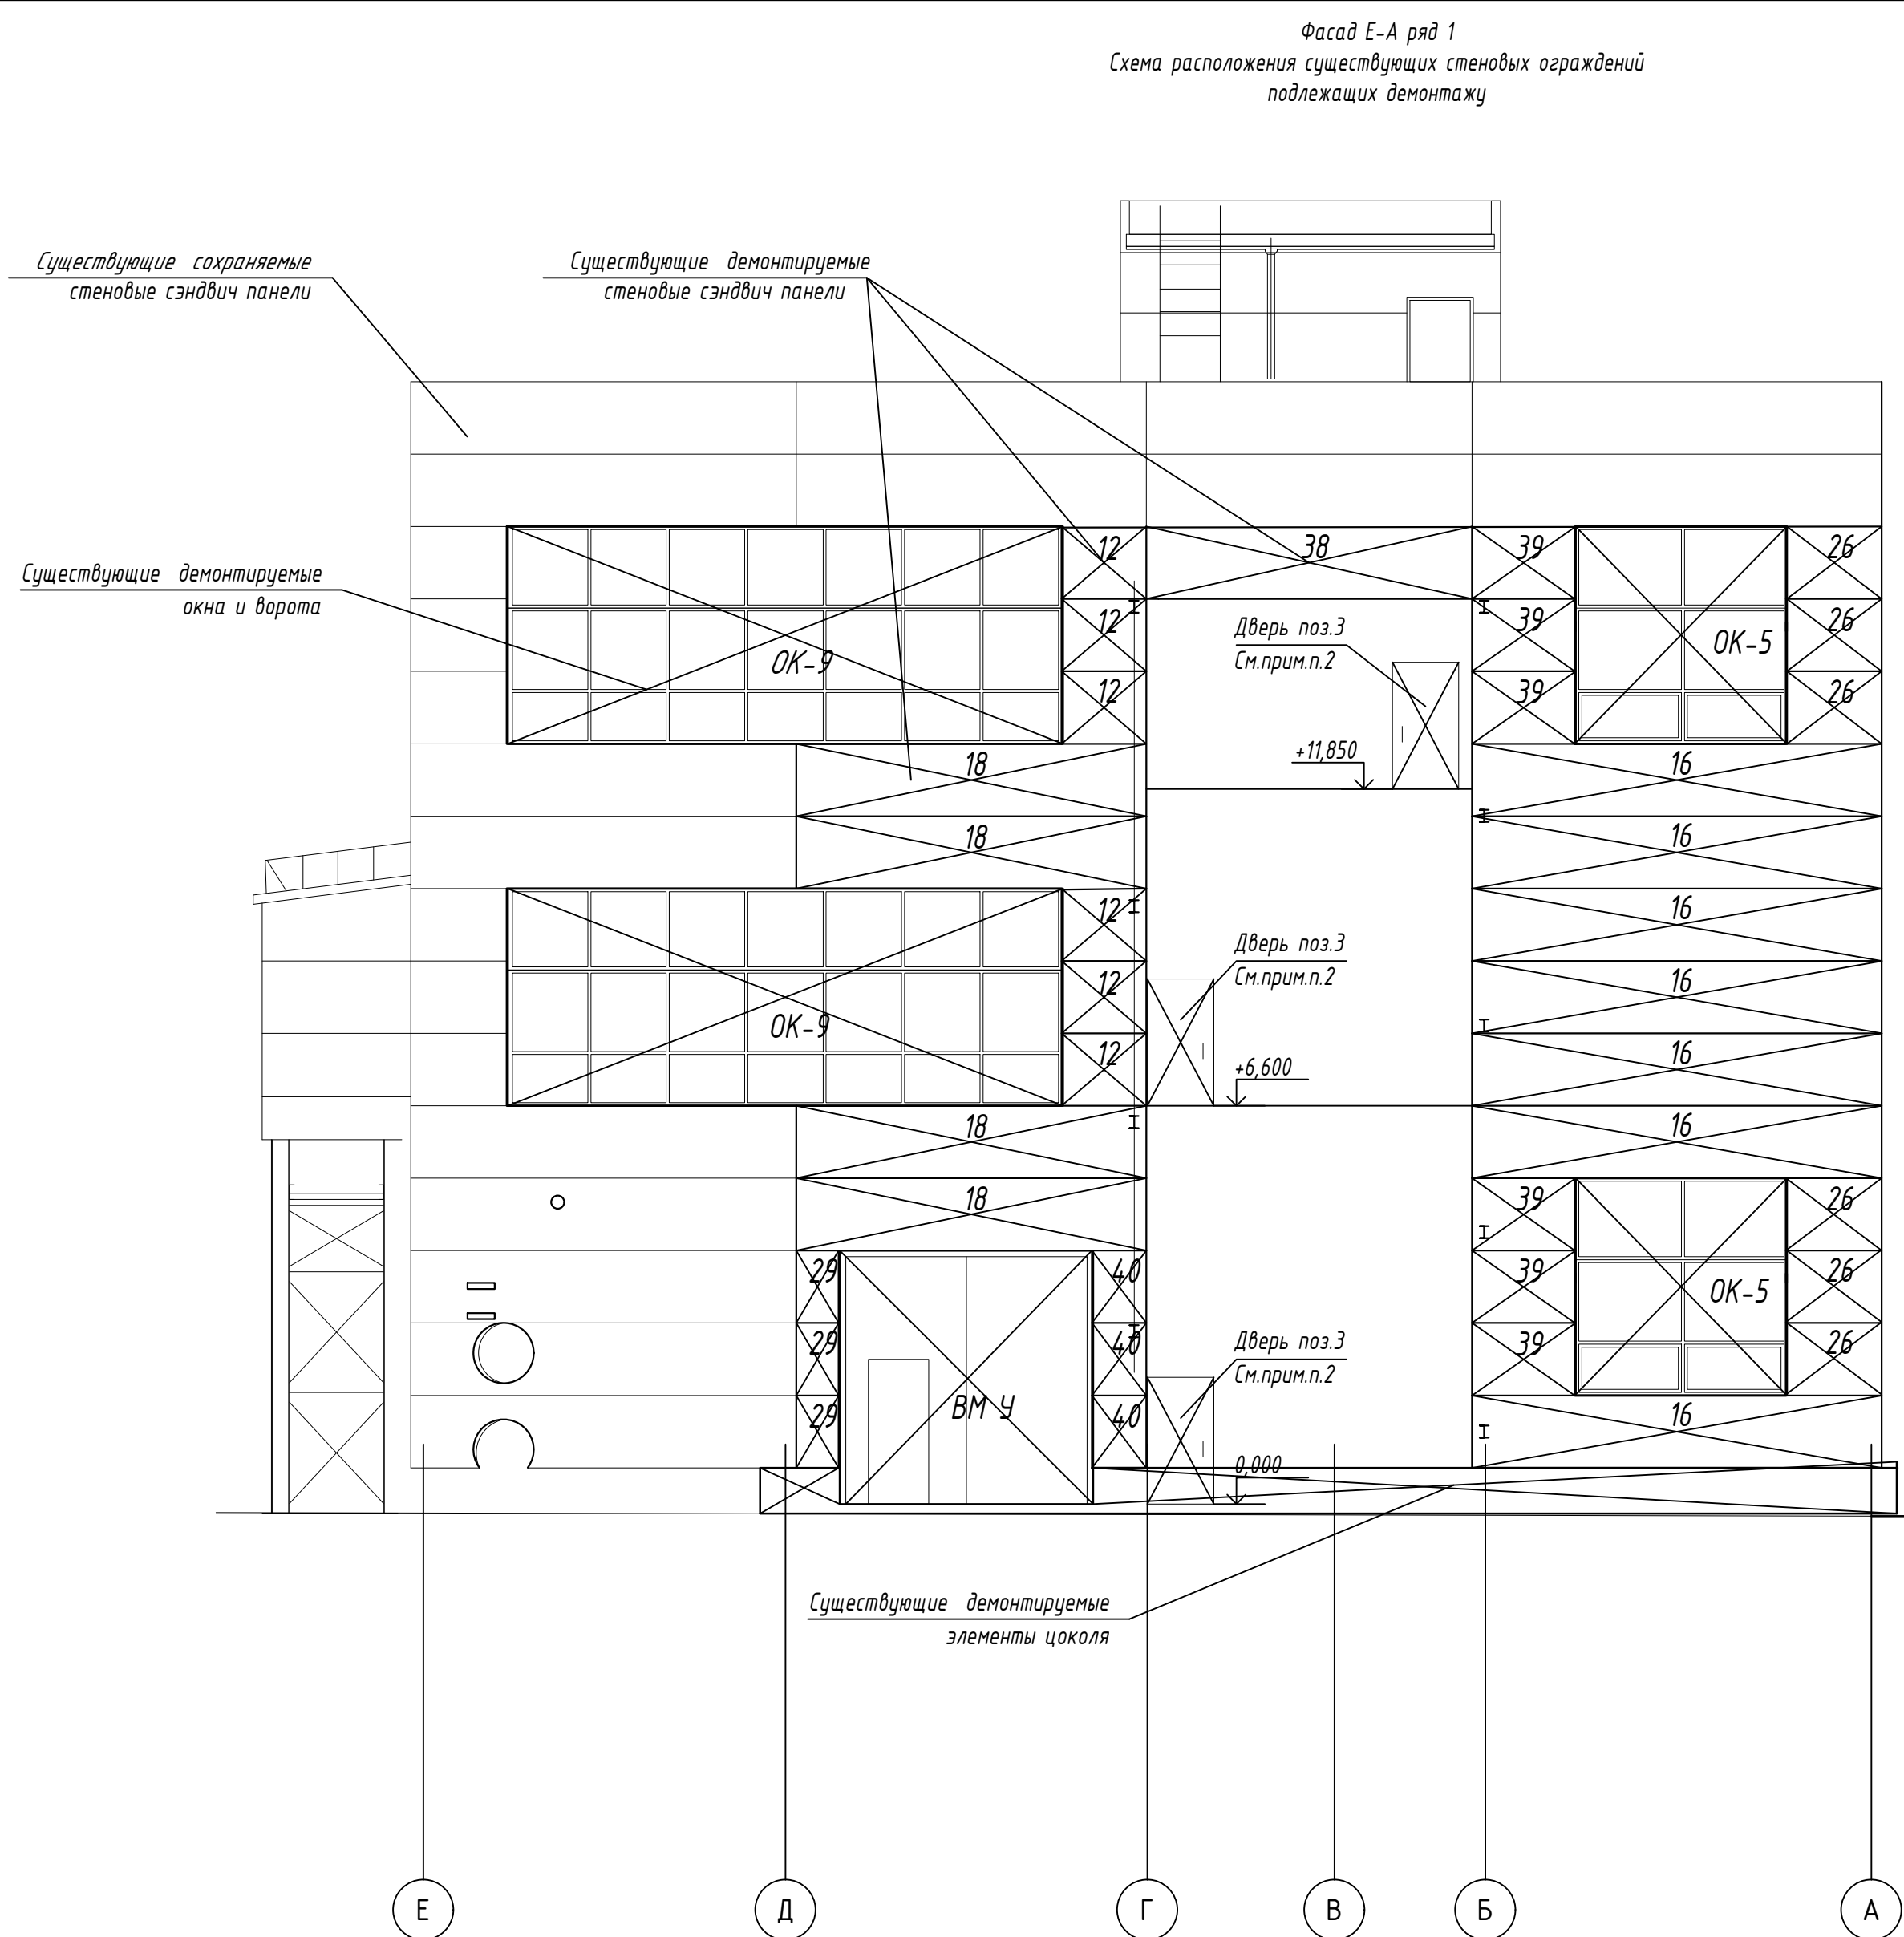 Фасад Е-А ряд 1
Схема расположения существующих стеновых ограждений
подлежащих демонтажу
Существующие сохраняемые
стеновые сэндвич панели
Существующие демонтируемые
стеновые сэндвич панели
12
38
39
26
Существующие демонтируемые
окна и ворота
12
Дверь поз.3
См.прим.п.2
39
26
ОК-9
ОК-5
12
39
26
18
+11,850
16
18
16
12
16
Дверь поз.3
См.прим.п.2
12
16
ОК-9
12
+6,600
16
18
16
18
39
26
29
40
39
26
ОК-5
29
40
Дверь поз.3
См.прим.п.2
39
26
29
ВМ У
40
16
0,000
Существующие демонтируемые
элементы цоколя
Е
Д
Г
В
Б
А